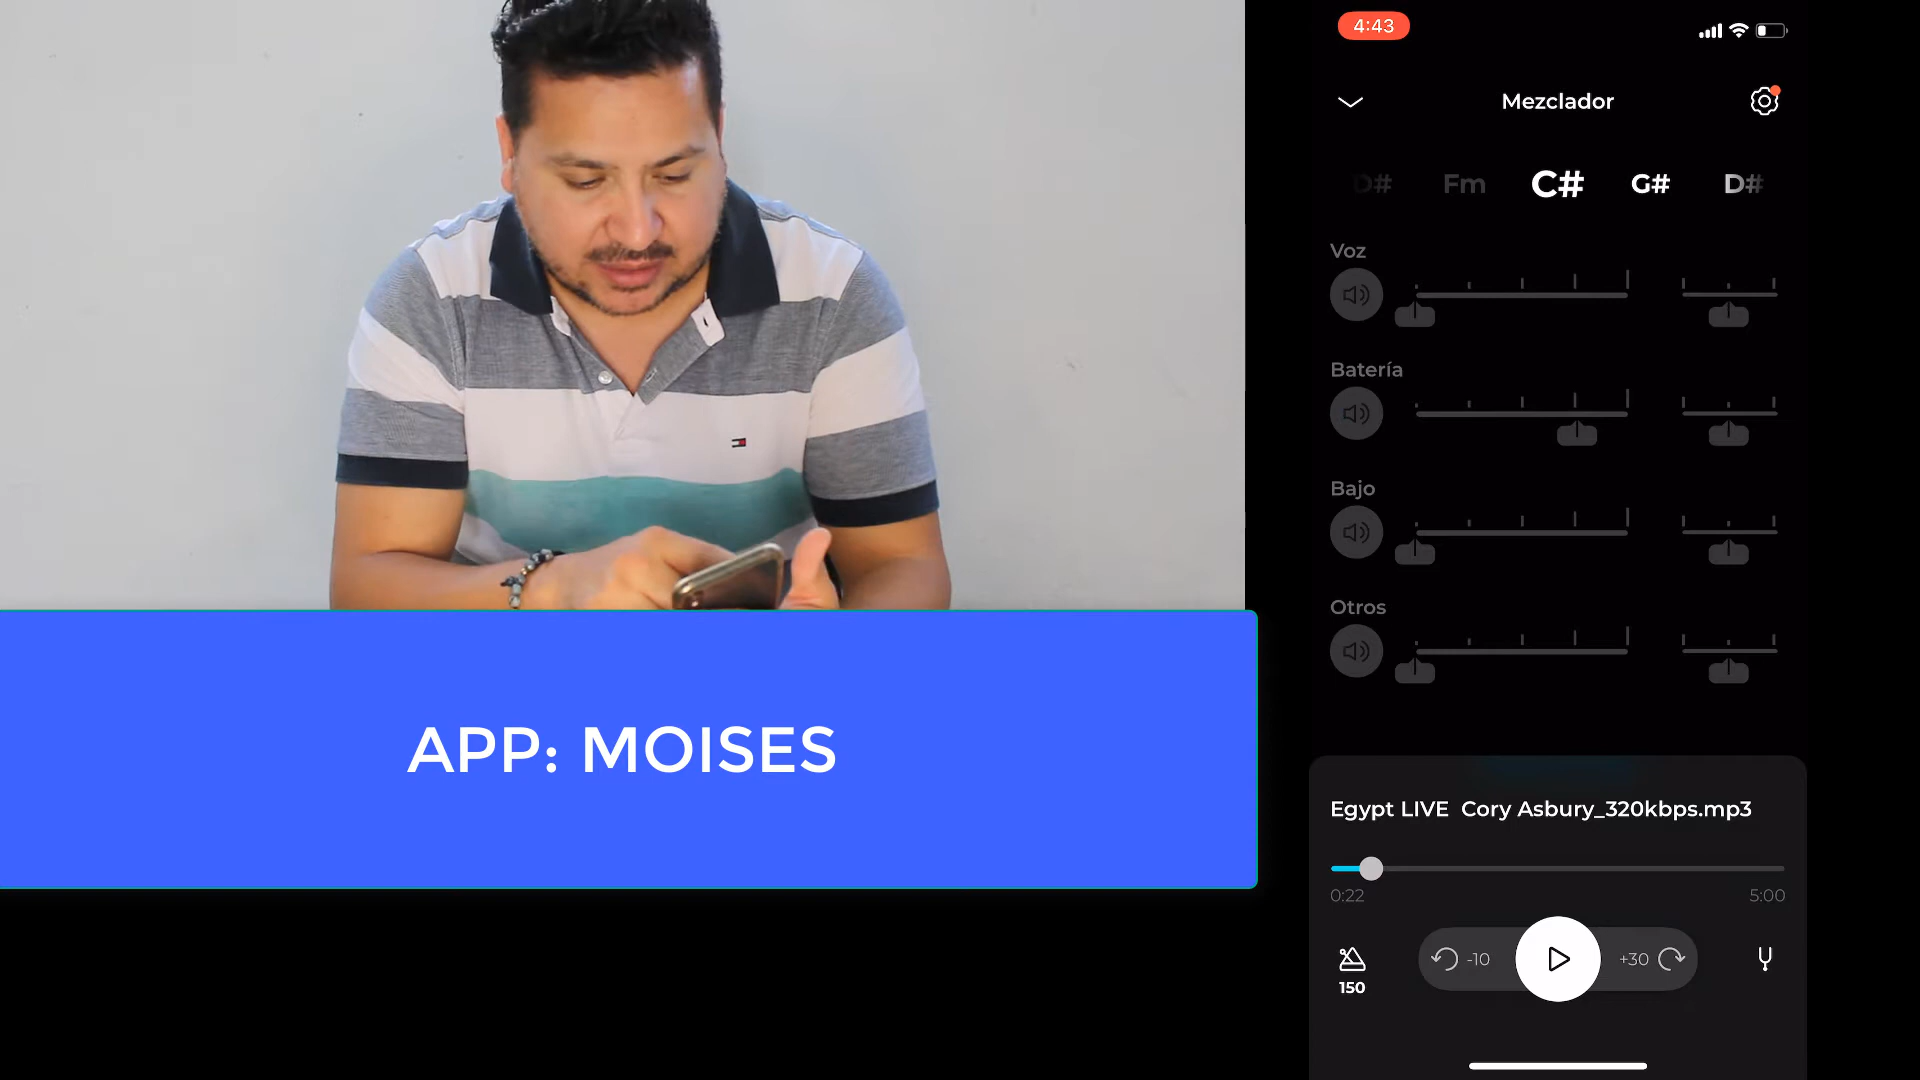 4:43
Mezclador
D# Fm C# G# D#
Voz
Batería
Bajo
Otros
APP: MOISES
Egypt LIVE Cory Asbury_320kbps.mp3
0:22 5:00
-10 +30
150